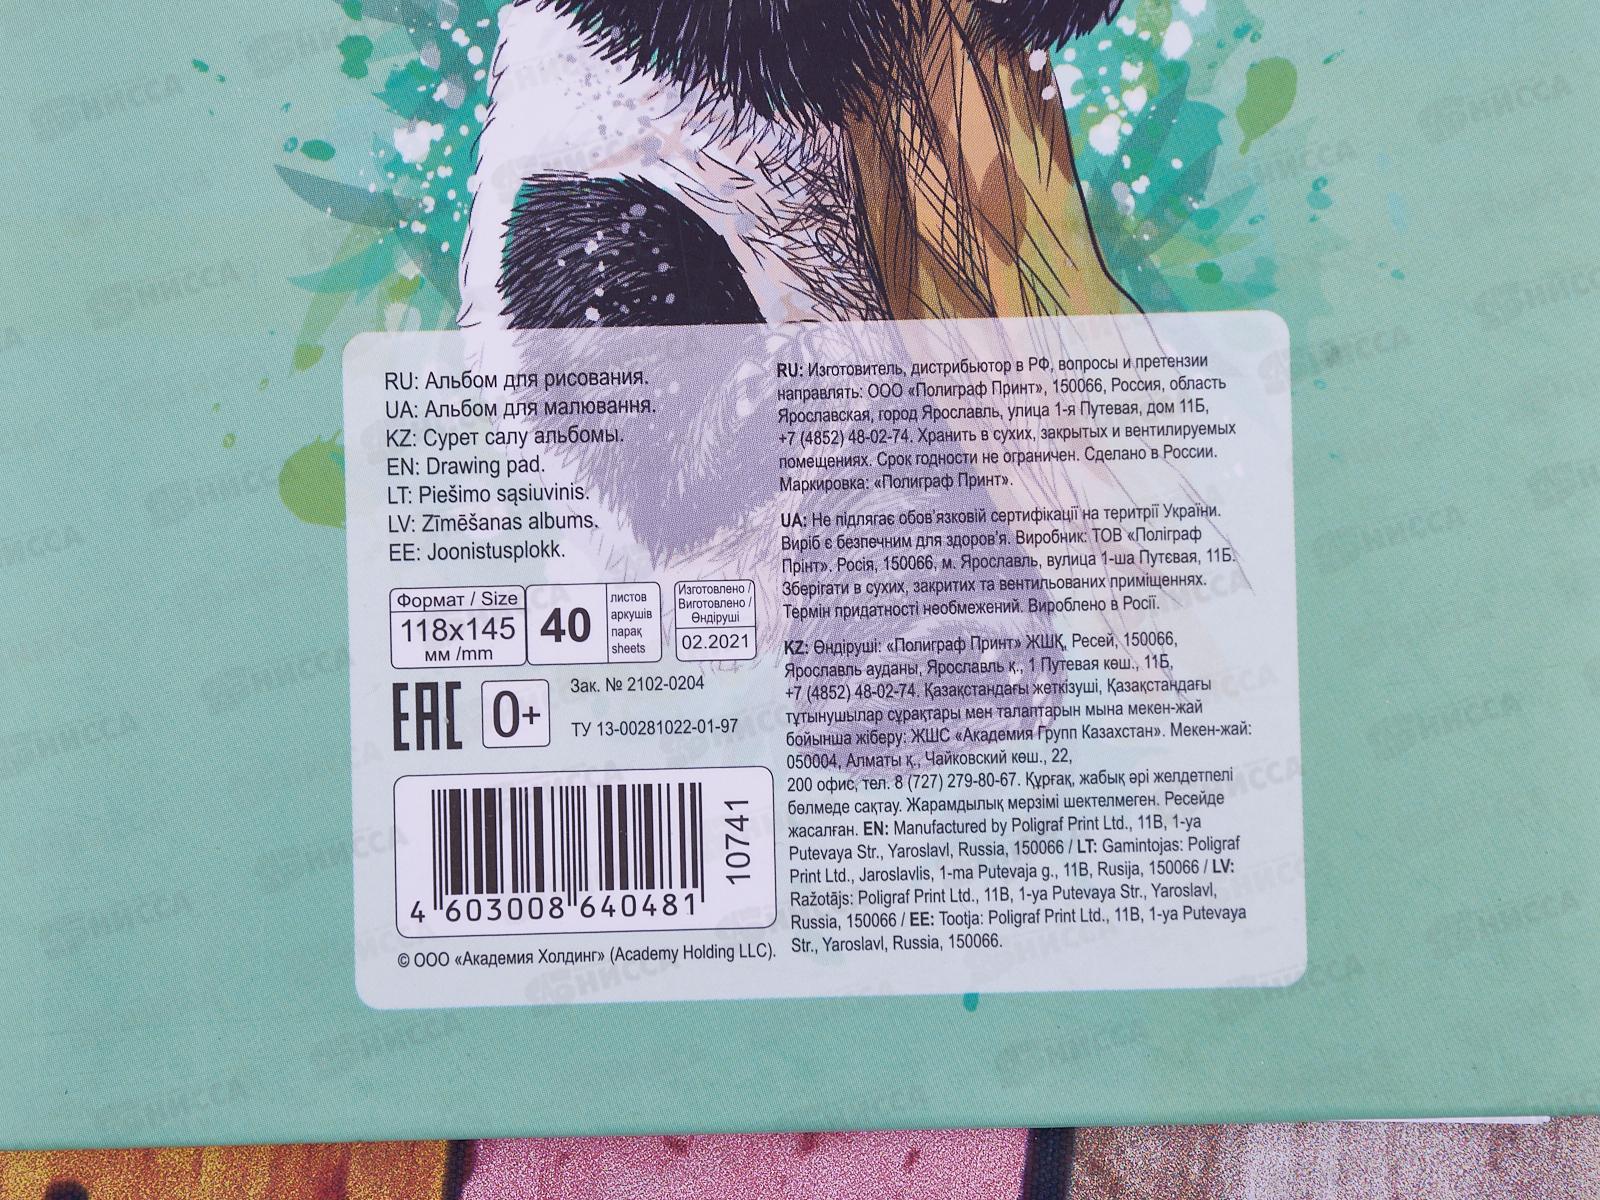 RU: Альбом для рисования.
UA: Альбом для малювання.
KZ: Сурет салу альбомы.
EN: Drawing pad.
LT: Piešimo sąsiuvinis.
LV: Zīmēšanas albums.
EE: Joonistusplokk.
Формат / Size
118x145
мм /mm
40
листов
аркушів
парақ
sheets
Изготовлено /
Виготовлено /
Өндіруші
02.2021
EAC
0+
Зак. № 2102-0204
ТУ 13-00281022-01-97
4 603008 640481
10741
© ООО «Академия Холдинг» (Academy Holding LLC).
RU: Изготовитель, дистрибьютор в РФ, вопросы и претензии
направлять: ООО «Полиграф Принт», 150066, Россия, область
Ярославская, город Ярославль, улица 1-я Путевая, дом 11Б,
+7 (4852) 48-02-74. Хранить в сухих, закрытых и вентилируемых
помещениях. Срок годности не ограничен. Сделано в России.
Маркировка: «Полиграф Принт».
UA: Не підлягає обов'язковій сертифікації на теритрії України.
Виріб є безпечним для здоров'я. Виробник: ТОВ «Поліграф
Прінт». Росія, 150066, м. Ярославль, вулиця 1-ша Путєвая, 11Б.
Зберігати в сухих, закритих та вентильованих приміщеннях.
Термін придатності необмежений. Вироблено в Росії.
KZ: Өндіруші: «Полиграф Принт» ЖШҚ, Ресей, 150066,
Ярославль ауданы, Ярославль қ., 1 Путевая көш., 11Б,
+7 (4852) 48-02-74. Қазақстандағы жеткізуші, Қазақстандағы
тұтынушылар сұрақтары мен талаптарын мына мекен-жай
бойынша жіберу: ЖШС «Академия Групп Казахстан». Мекен-жай:
050004, Алматы қ., Чайковский көш., 22,
200 офис, тел. 8 (727) 279-80-67. Құрғақ, жабық әрі желдетпелі
бөлмеде сақтау. Жарамдылық мерзімі шектелмеген. Ресейде
жасалған. EN: Manufactured by Poligraf Print Ltd., 11B, 1-ya
Putevaya Str., Yaroslavl, Russia, 150066 / LT: Gamintojas: Poligraf
Print Ltd., Jaroslavlis, 1-ma Putevaja g., 11B, Rusija, 150066 / LV:
Ražotājs: Poligraf Print Ltd., 11B, 1-ya Putevaya Str., Yaroslavl,
Russia, 150066 / EE: Tootja: Poligraf Print Ltd., 11B, 1-ya Putevaya
Str., Yaroslavl, Russia, 150066.
НИССА